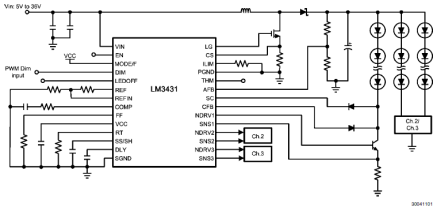 Vin: 5V to 36V
VIN
EN
VCC
MODE/F
PWM Dim
input
DIM
LEDOFF
REF
REFIN
COMP
FF
VCC
RT
SS/SH
DLY
SGND
LM3431
LG
CS
ILIM
PGND
THM
AFB
SC
CFB
NDRV1
SNS1
NDRV2
SNS2
NDRV3
SNS3
Ch.2
Ch.3
Ch.2/
Ch.3
30041101